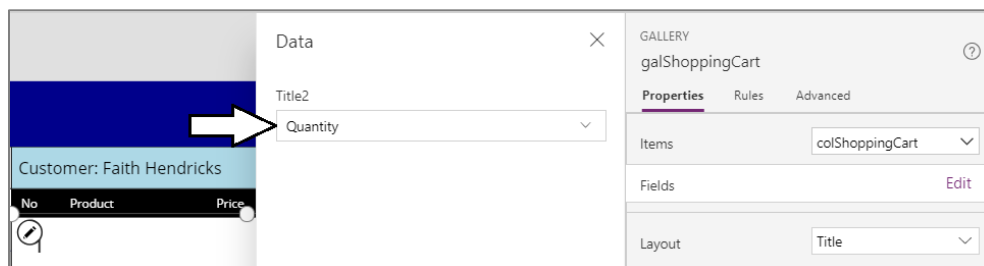 Data
Title2
Quantity
Customer: Faith Hendricks
No Product Price
GALLERY
galShoppingCart
?
Properties Rules Advanced
Items colShoppingCart
Fields Edit
Layout Title